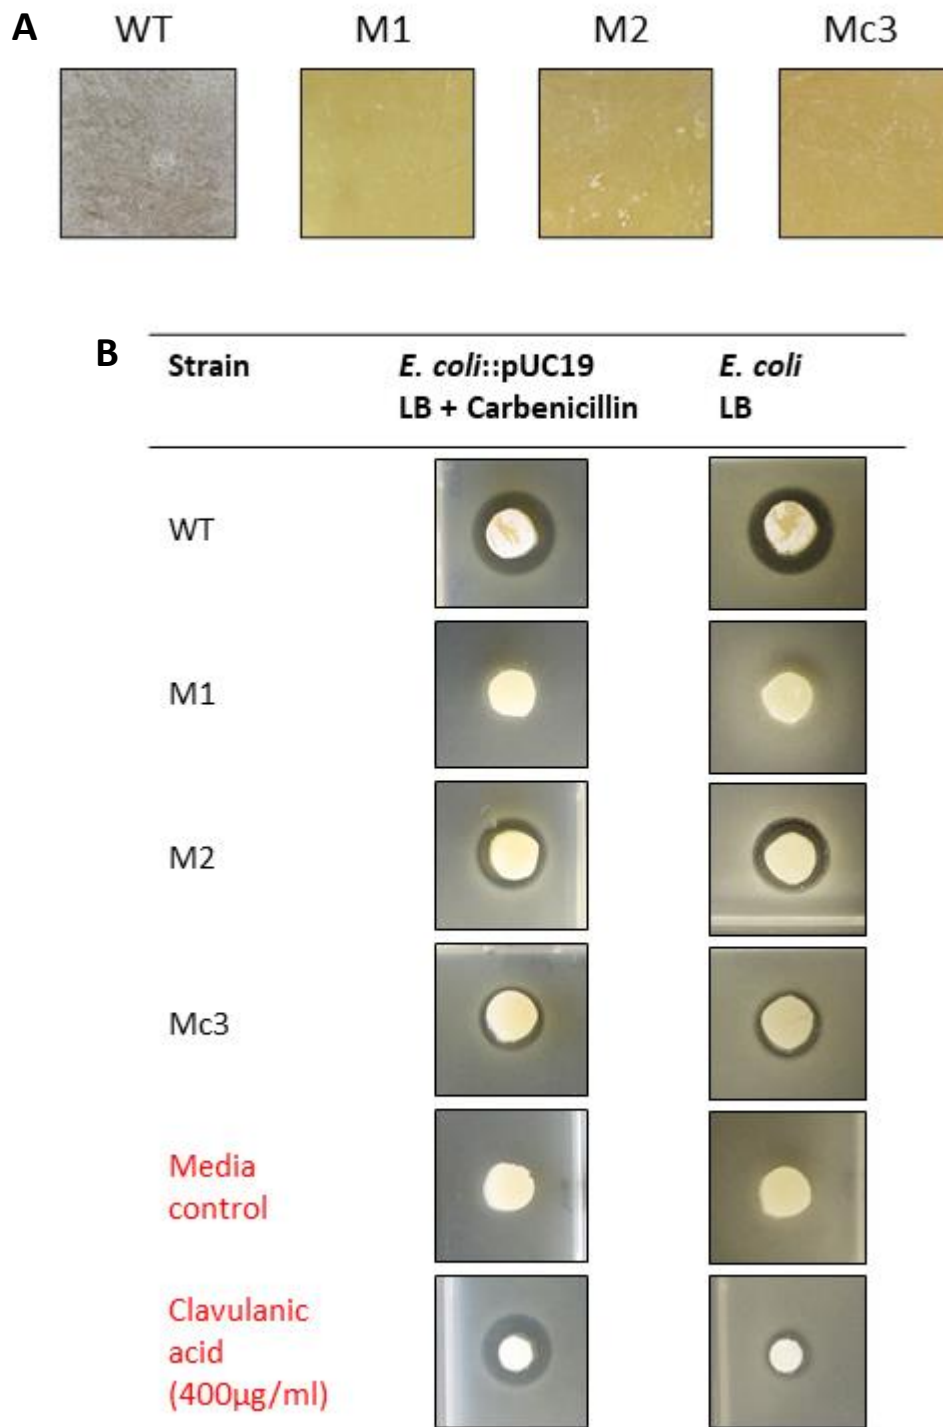 A
WT M1 M2 Mc3
B
Strain E. coli::pUC19 E. coli
LB + Carbenicillin LB
WT
M1
M2
Mc3
Media
control
Clavulanic
acid
(400µg/ml)